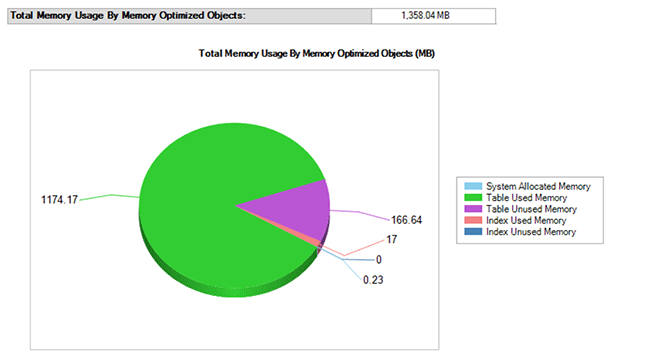 Total Memory Usage By Memory Optimized Objects: 1,358.04 MB
Total Memory Usage By Memory Optimized Objects (MB)
1174.17
166.64
17
0
0.23
System Allocated Memory
Table Used Memory
Table Unused Memory
Index Used Memory
Index Unused Memory